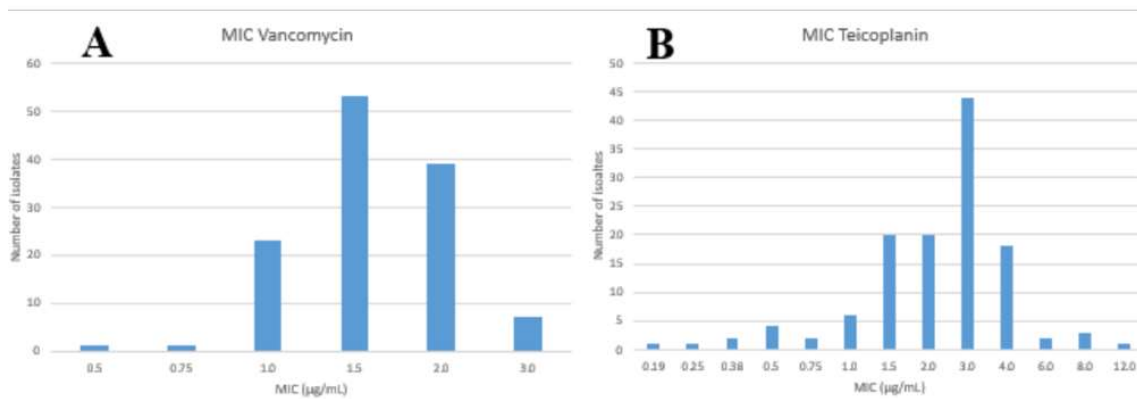 A
MIC Vancomycin
60
50
40
30
20
10
0
Number of isolates
0.5 0.75 1.0 1.5 2.0 3.0
MIC (µg/mL)
B
MIC Teicoplanin
50
45
40
35
30
25
20
15
10
5
0
Number of isoaltes
0.19 0.25 0.38 0.5 0.75 1.0 1.5 2.0 3.0 4.0 6.0 8.0 12.0
MIC (µg/mL)